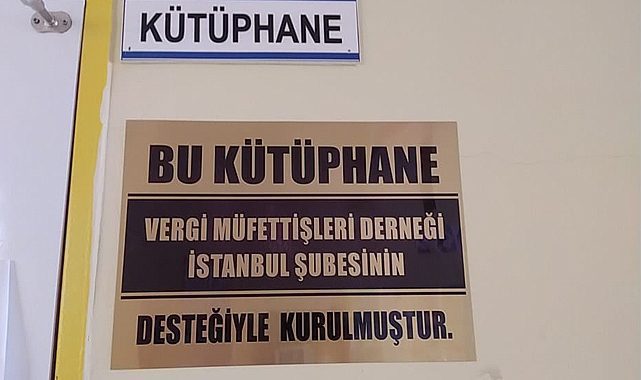 KÜTÜPHANE
BU KÜTÜPHANE
VERGİ MÜFETTİŞLERİ DERNEĞİ
İSTANBUL ŞUBESİNİN
DESTEĞİYLE KURULMUŞTUR.